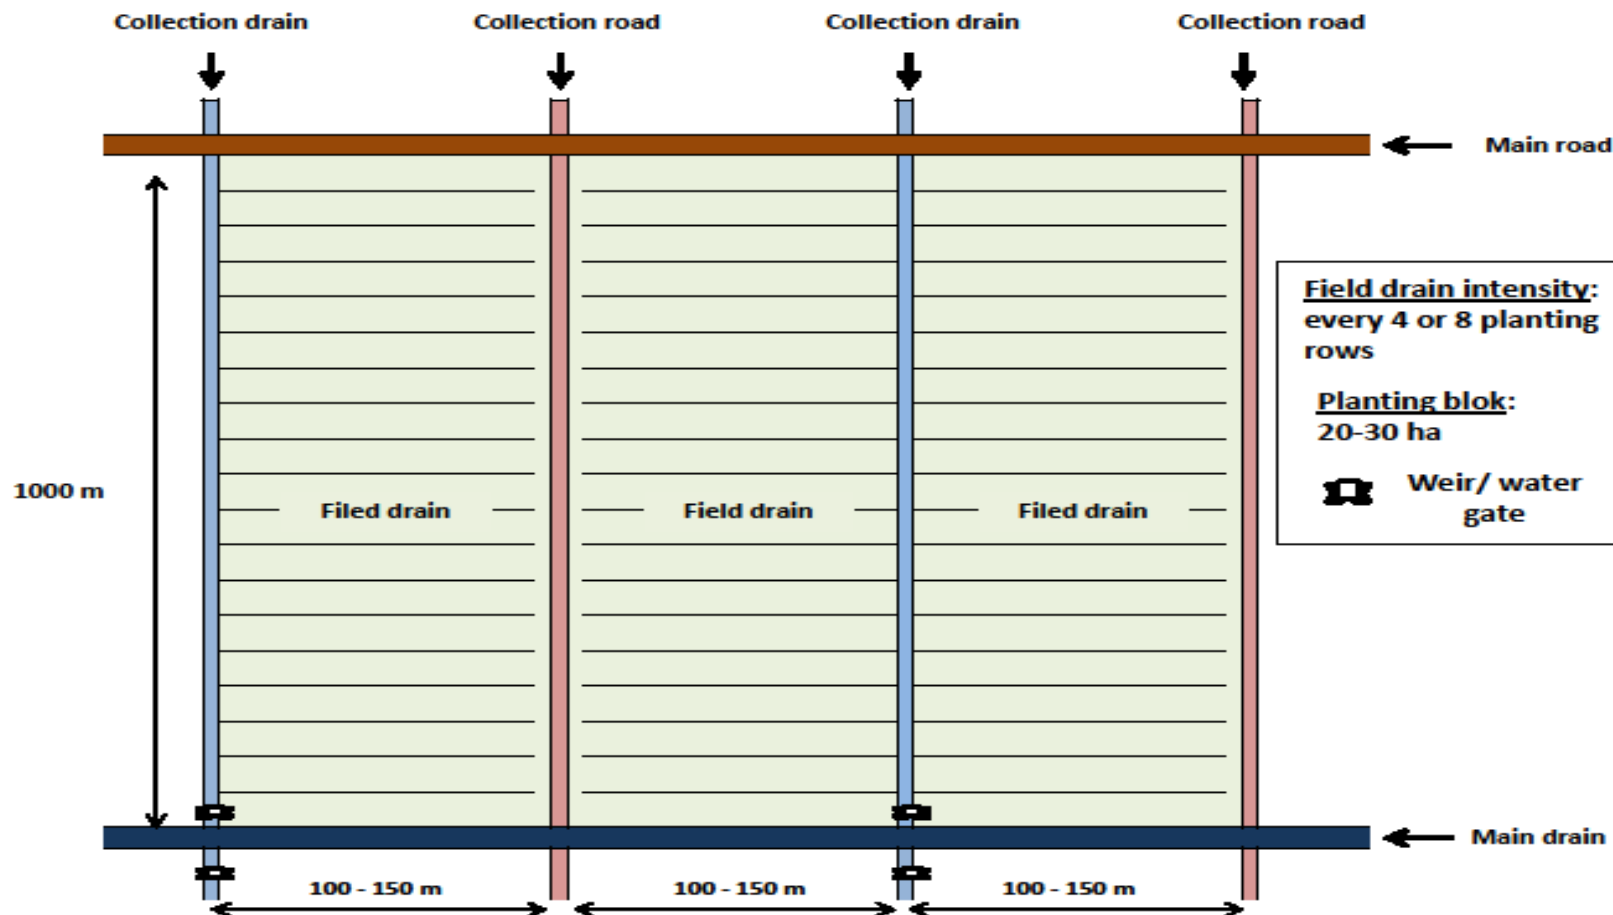 Collection drain
Collection road
Collection drain
Collection road
Main road
Field drain intensity:
every 4 or 8 planting
rows
Planting blok:
20-30 ha
Weir/ water
gate
1000 m
Filed drain
Field drain
Filed drain
Main drain
100 - 150 m
100 - 150 m
100 - 150 m